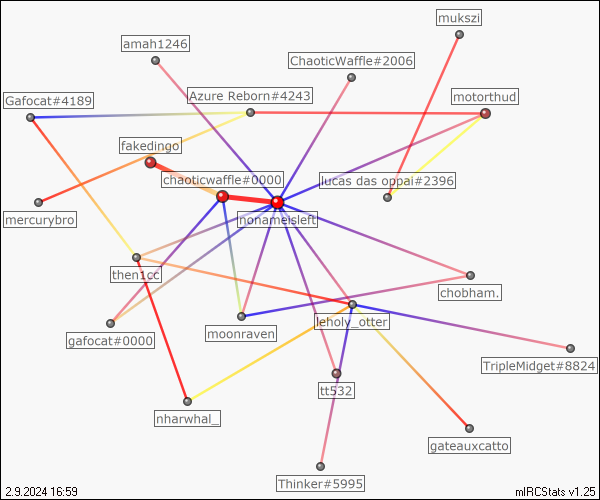 mukszi
amah1246
ChaoticWaffle#2006
Gafocat#4189
Azure Reborn#4243
motorthud
fakedingo
chaoticwaffle#0000
lucas das oppai#2396
mercurybro
nonameisleft
then1cc
chobham.
gafocat#0000
moonraven
leholy_otter
TripleMidget#8824
tt532
nharwhal_
gateauxcatto
Thinker#5995
2.9.2024 16:59
mIRCStats v1.25